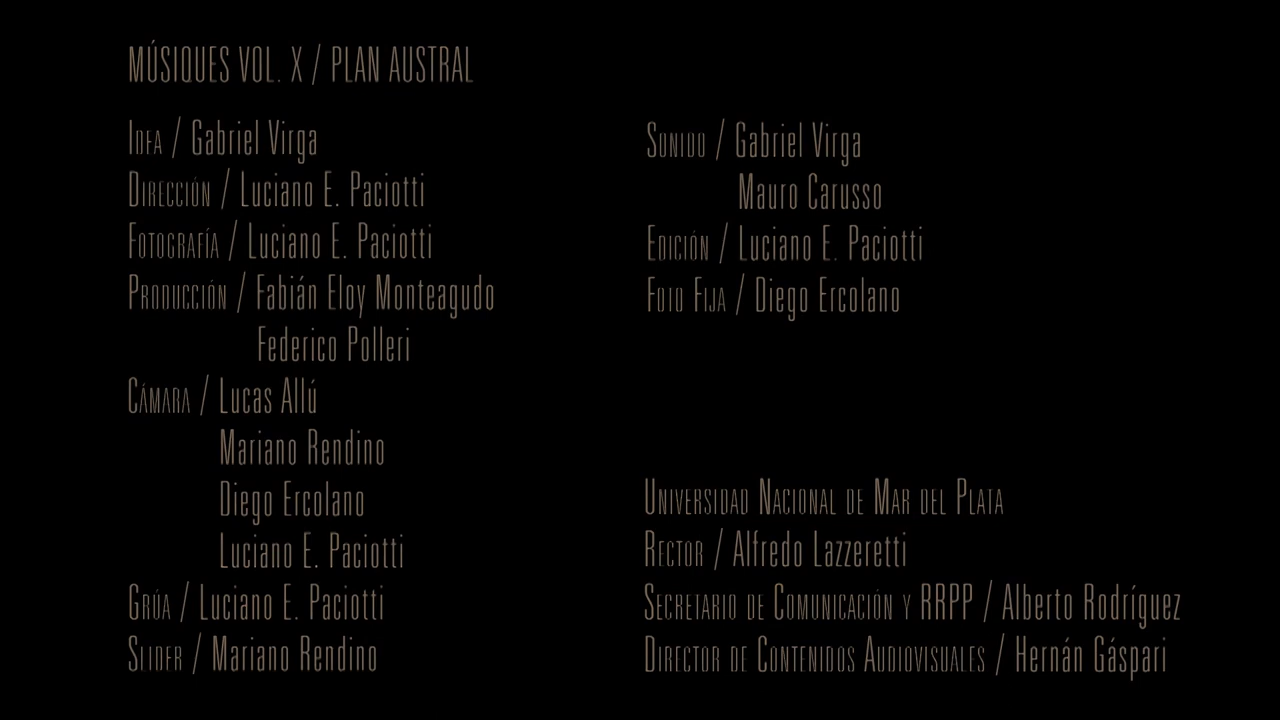 MÚSIQUES VOL. X / PLAN AUSTRAL
Idea / Gabriel Virga
Dirección / Luciano E. Paciotti
Fotografía / Luciano E. Paciotti
Producción / Fabián Eloy Monteagudo
Federico Polleri
Cámara / Lucas Allú
Mariano Rendino
Diego Ercolano
Luciano E. Paciotti
Grúa / Luciano E. Paciotti
Slider / Mariano Rendino
Sonido / Gabriel Virga
Mauro Carusso
Edición / Luciano E. Paciotti
Foto Fija / Diego Ercolano
Universidad Nacional de Mar del Plata
Rector / Alfredo Lazzeretti
Secretario de Comunicación y RRPP / Alberto Rodríguez
Director de Contenidos Audiovisuales / Hernán Gáspari